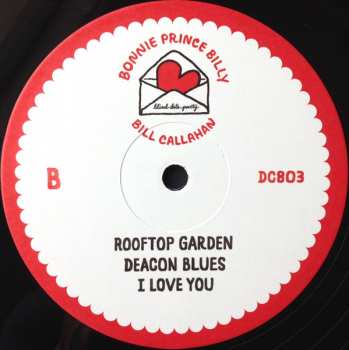 BONNIE PRINCE BILLY
blind date party
BILL CALLAHAN
B
DC803
ROOFTOP GARDEN
DEACON BLUES
I LOVE YOU